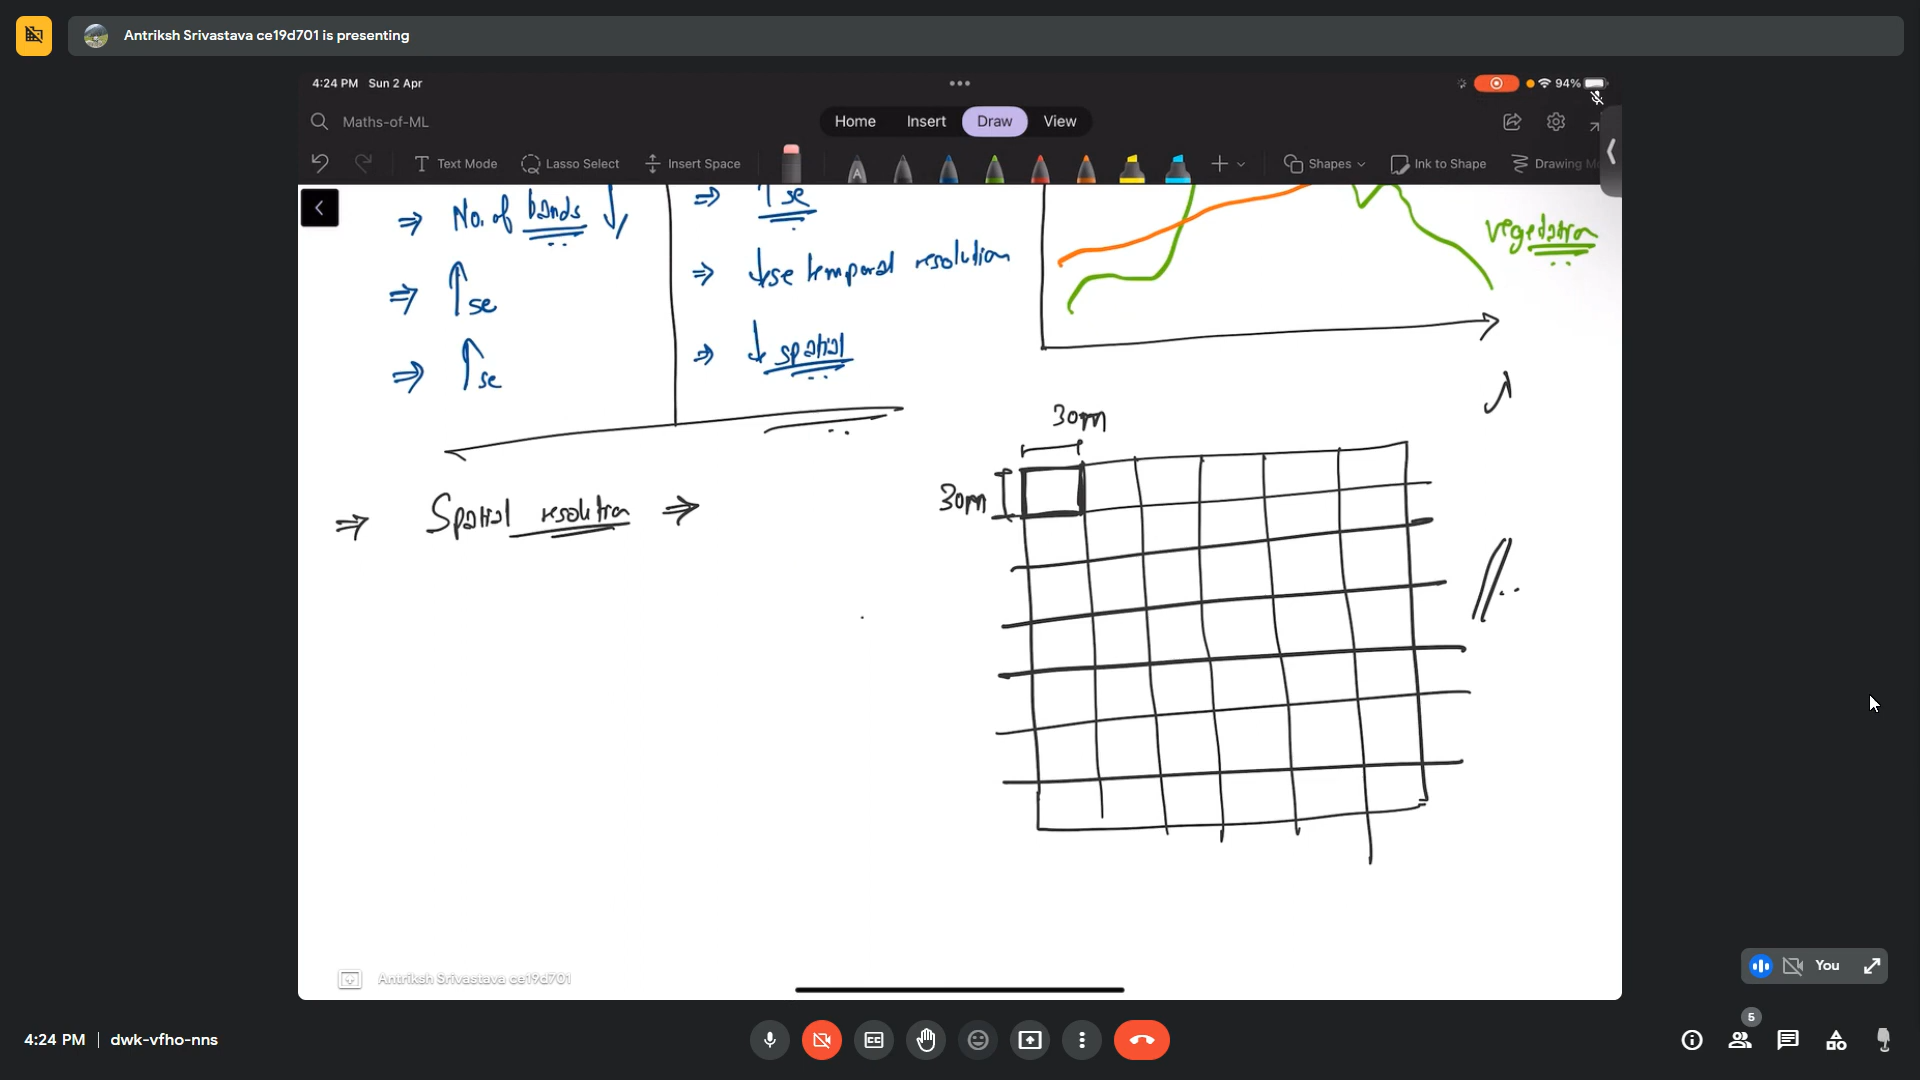 Antriksh Srivastava ce19d701 is presenting
4:24 PM Sun 2 Apr
94%
Maths-of-ML
Home Insert Draw View
Text Mode Lasso Select Insert Space
Shapes Ink to Shape Drawing
⇒ No. of bands ↓
⇒ ↑se
⇒ ↑se
⇒ ↑se
⇒ ↓se temporal resolution
⇒ ↓ spatial
vegetation
λ
30m
30m
⇒ Spatial resolution ⇒
Antriksh Srivastava ce19d701
You
4:24 PM | dwk-vfho-nns
5